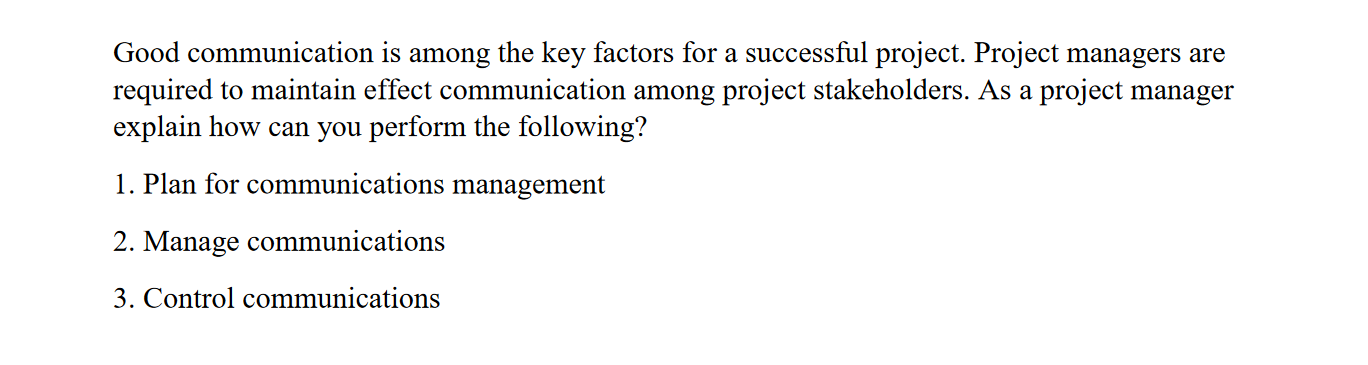 Good communication is among the key factors for a successful project. Project managers are
required to maintain effect communication among project stakeholders. As a project manager
explain how can you perform the following?
1. Plan for communications management
2. Manage communications
3. Control communications